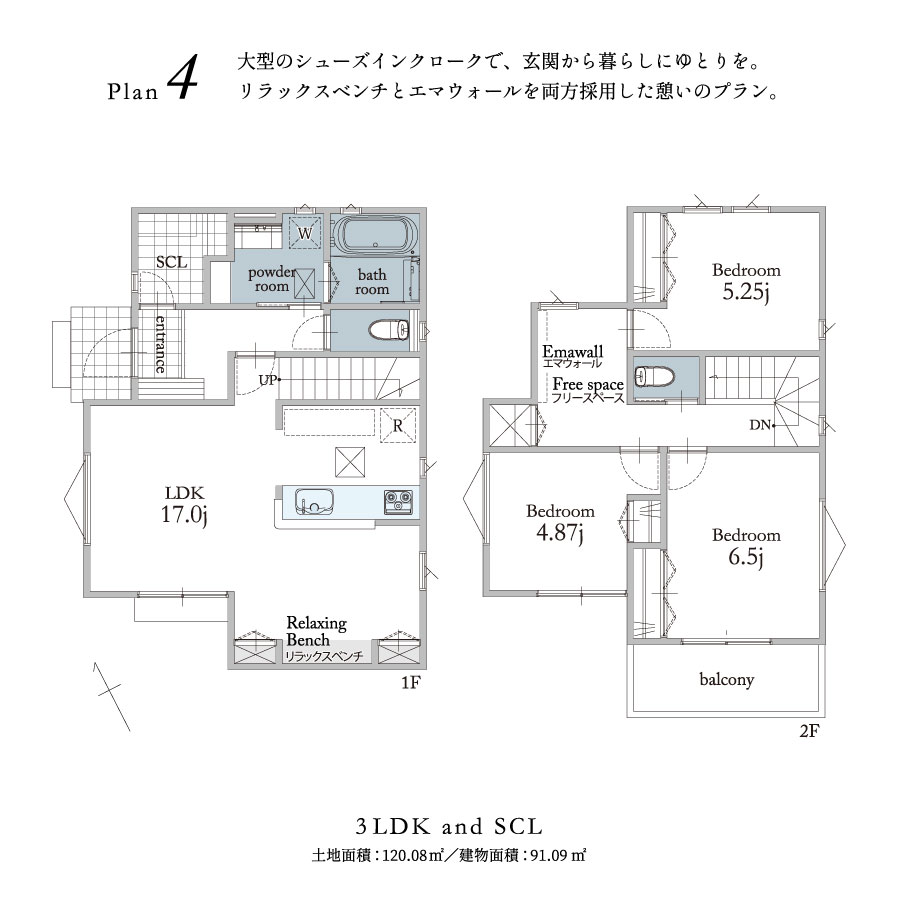 Plan 4
大型のシューズインクロークで、玄関から暮らしにゆとりを。
リラックスベンチとエマウォールを両方採用した憩いのプラン。
SCL
W
powder
room
bath
room
entrance
UP
R
LDK
17.0j
Relaxing
Bench
リラックスベンチ
1F
Bedroom
5.25j
Emawall
エマウォール
Free space
フリースペース
DN
Bedroom
4.87j
Bedroom
6.5j
balcony
2F
3LDK and SCL
土地面積：120.08㎡／建物面積：91.09㎡